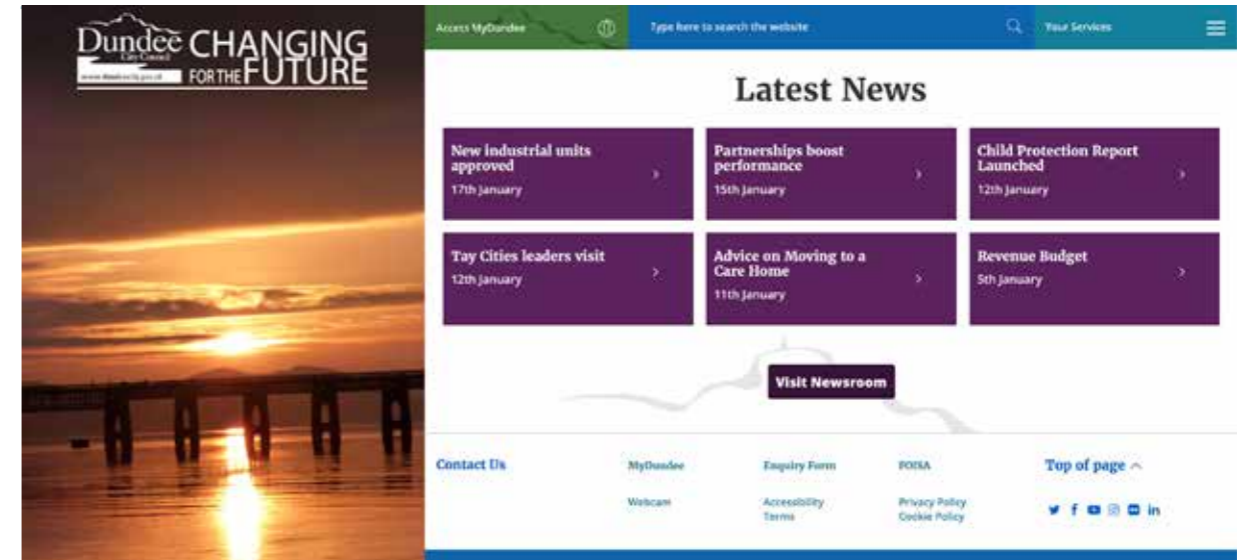 Dundee CHANGING
City Council
FOR THE FUTURE
Access MyDundee
Type here to search the website
Your Services
Latest News
New industrial units
approved
17th January
Partnerships boost
performance
15th January
Child Protection Report
Launched
12th January
Tay Cities leaders visit
12th January
Advice on Moving to a
Care Home
11th January
Revenue Budget
5th January
Visit Newsroom
Contact Us
MyDundee
Enquiry Form
FOISA
Top of page
Webcam
Accessibility
Terms
Privacy Policy
Cookie Policy